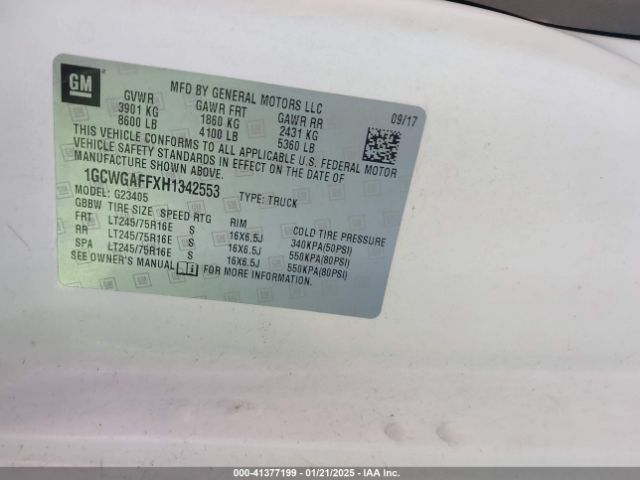 GM
MFD BY GENERAL MOTORS LLC
GVWR GAWR FRT GAWR RR 09/17
3901 KG 1860 KG 2431 KG
8600 LB 4100 LB 5360 LB
THIS VEHICLE CONFORMS TO ALL APPLICABLE U.S. FEDERAL MOTOR
VEHICLE SAFETY STANDARDS IN EFFECT ON THE DATE OF
MANUFACTURE SHOWN ABOVE.
1GCWGAFFXH1342553
MODEL: G23405 TYPE: TRUCK
GBBW TIRE SIZE SPEED RTG RIM COLD TIRE PRESSURE
FRT LT245/75R16E S 16X6.5J 340KPA(50PSI)
RR LT245/75R16E S 16X6.5J 550KPA(80PSI)
SPA LT245/75R16E S 16X6.5J 550KPA(80PSI)
SEE OWNER'S MANUAL FOR MORE INFORMATION.
000-41377199 - 01/21/2025 - IAA Inc.